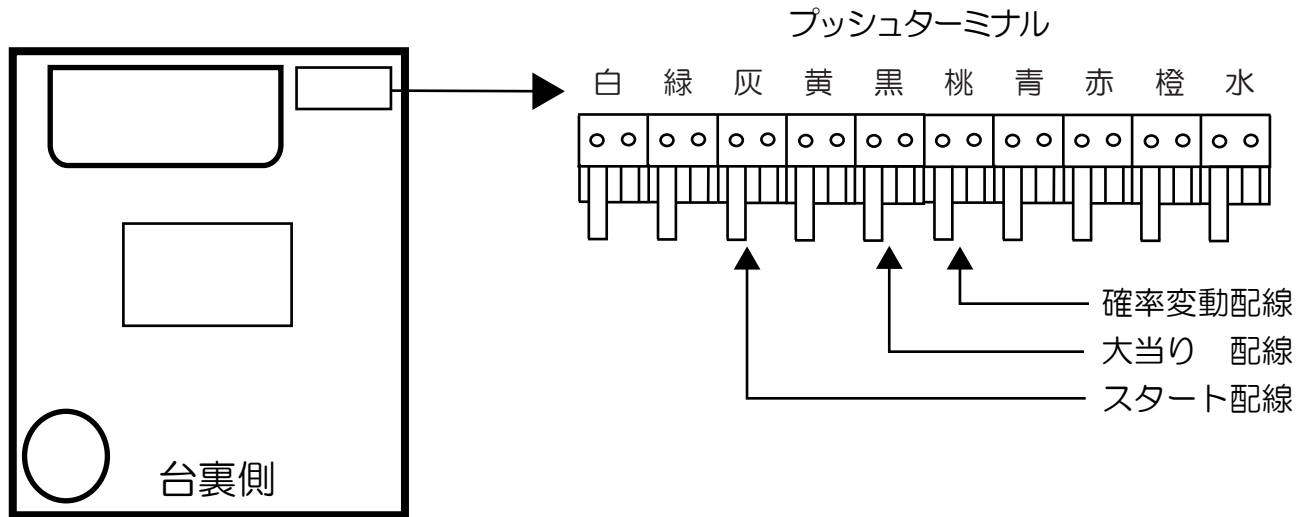 プッシュターミナル
白 緑 灰 黄 黒 桃 青 赤 橙 水
確率変動配線
大当り　配線
スタート配線
台裏側